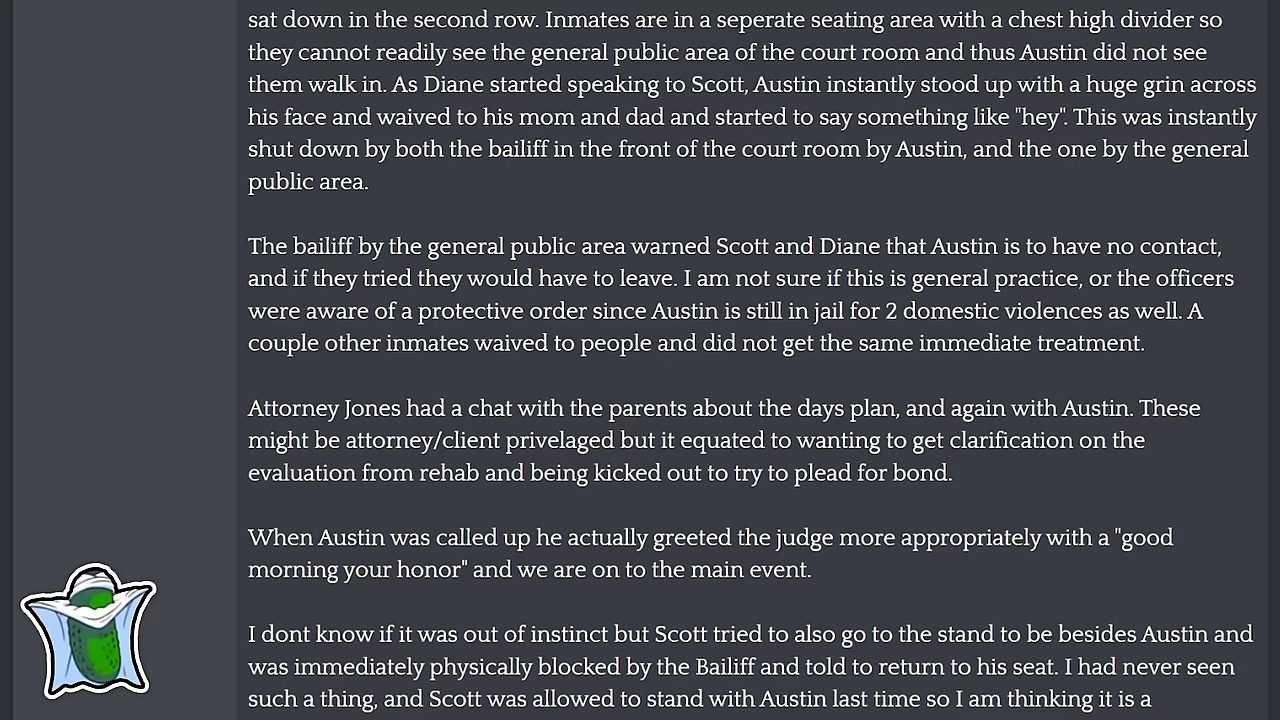 sat down in the second row. Inmates are in a seperate seating area with a chest high divider so
they cannot readily see the general public area of the court room and thus Austin did not see
them walk in. As Diane started speaking to Scott, Austin instantly stood up with a huge grin across
his face and waived to his mom and dad and started to say something like "hey". This was instantly
shut down by both the bailiff in the front of the court room by Austin, and the one by the general
public area.
The bailiff by the general public area warned Scott and Diane that Austin is to have no contact,
and if they tried they would have to leave. I am not sure if this is general practice, or the officers
were aware of a protective order since Austin is still in jail for 2 domestic violences as well. A
couple other inmates waived to people and did not get the same immediate treatment.
Attorney Jones had a chat with the parents about the days plan, and again with Austin. These
might be attorney/client privelaged but it equated to wanting to get clarification on the
evaluation from rehab and being kicked out to try to plead for bond.
When Austin was called up he actually greeted the judge more appropriately with a "good
morning your honor" and we are on to the main event.
I dont know if it was out of instinct but Scott tried to also go to the stand to be besides Austin and
was immediately physically blocked by the Bailiff and told to return to his seat. I had never seen
such a thing, and Scott was allowed to stand with Austin last time so I am thinking it is a